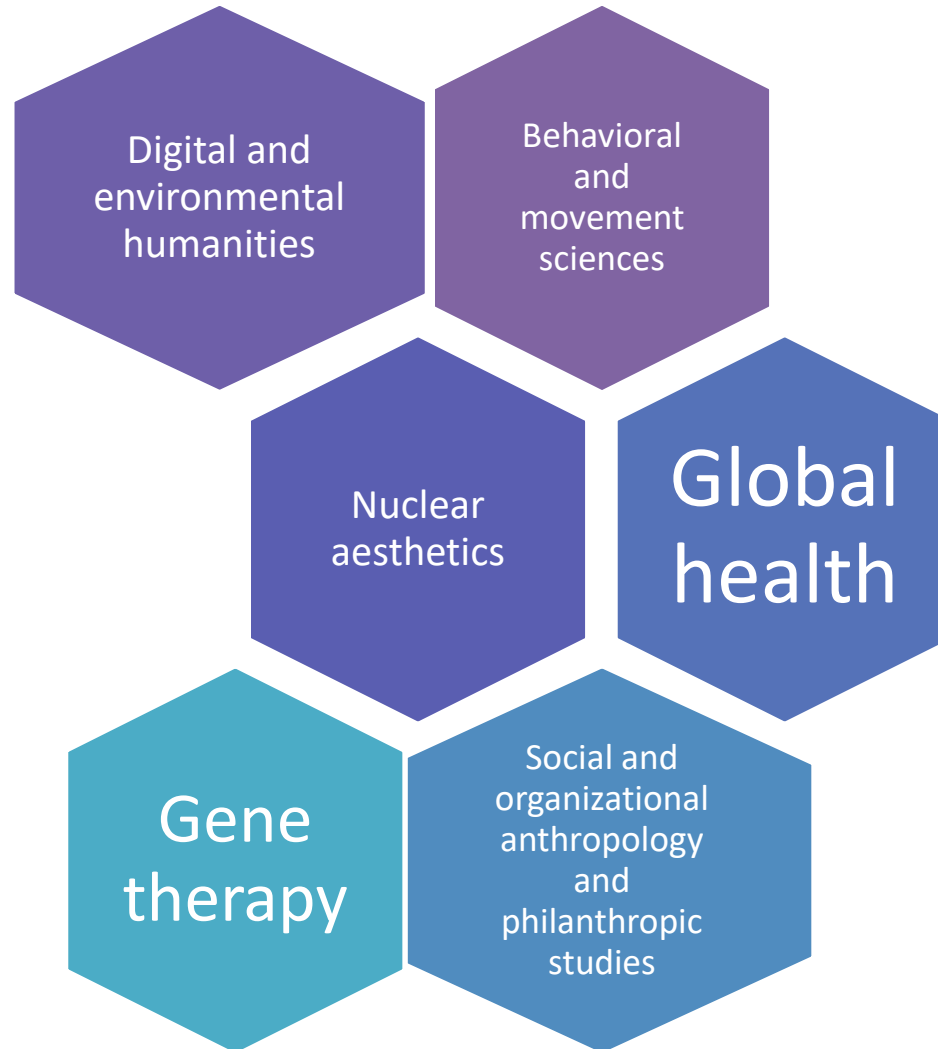 Digital and
environmental
humanities
Behavioral
and
movement
sciences
Nuclear
aesthetics
Global
health
Gene
therapy
Social and
organizational
anthropology
and
philanthropic
studies